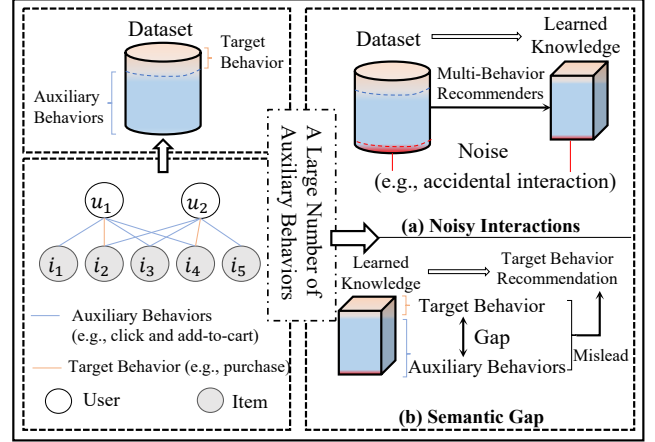 Dataset
Target
Behavior
Auxiliary
Behaviors
u1
u2
i1
i2
i3
i4
i5
Auxiliary Behaviors
(e.g., click and add-to-cart)
Target Behavior (e.g., purchase)
User
Item
A Large Number of
Auxiliary Behaviors
Dataset
Learned
Knowledge
Multi-Behavior
Recommenders
Noise
(e.g., accidental interaction)
(a) Noisy Interactions
Learned
Knowledge
Target Behavior
Recommendation
Target Behavior
Gap
Auxiliary Behaviors
Mislead
(b) Semantic Gap